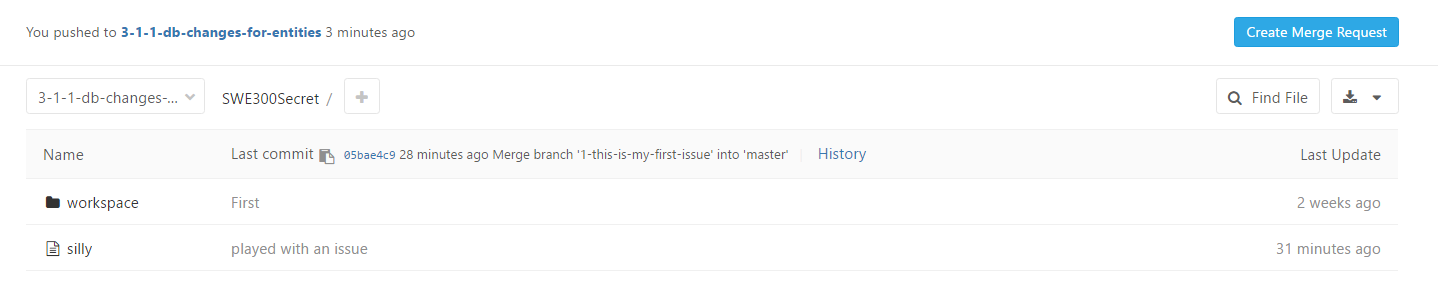 You pushed to 3-1-1-db-changes-for-entities 3 minutes ago
Create Merge Request
3-1-1-db-changes-...
SWE300Secret /
Find File
Name
Last commit 05bae4c9 28 minutes ago Merge branch '1-this-is-my-first-issue' into 'master'
History
Last Update
workspace
First
2 weeks ago
silly
played with an issue
31 minutes ago